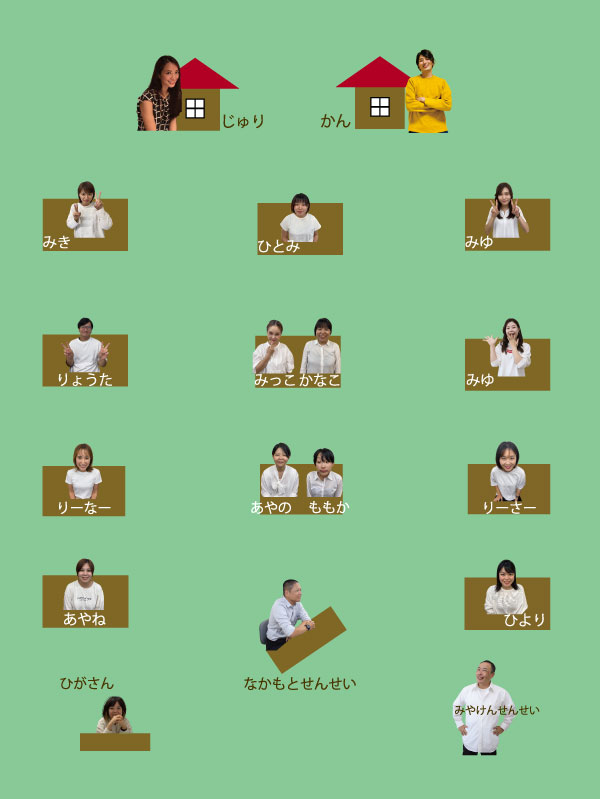 じゅり
かん
みき
ひとみ
みゆ
りょうた
みっこ かなこ
みゆ
りーなー
あやの ももか
りーさー
あやね
ひより
ひがさん
なかもとせんせい
みやけんせんせい